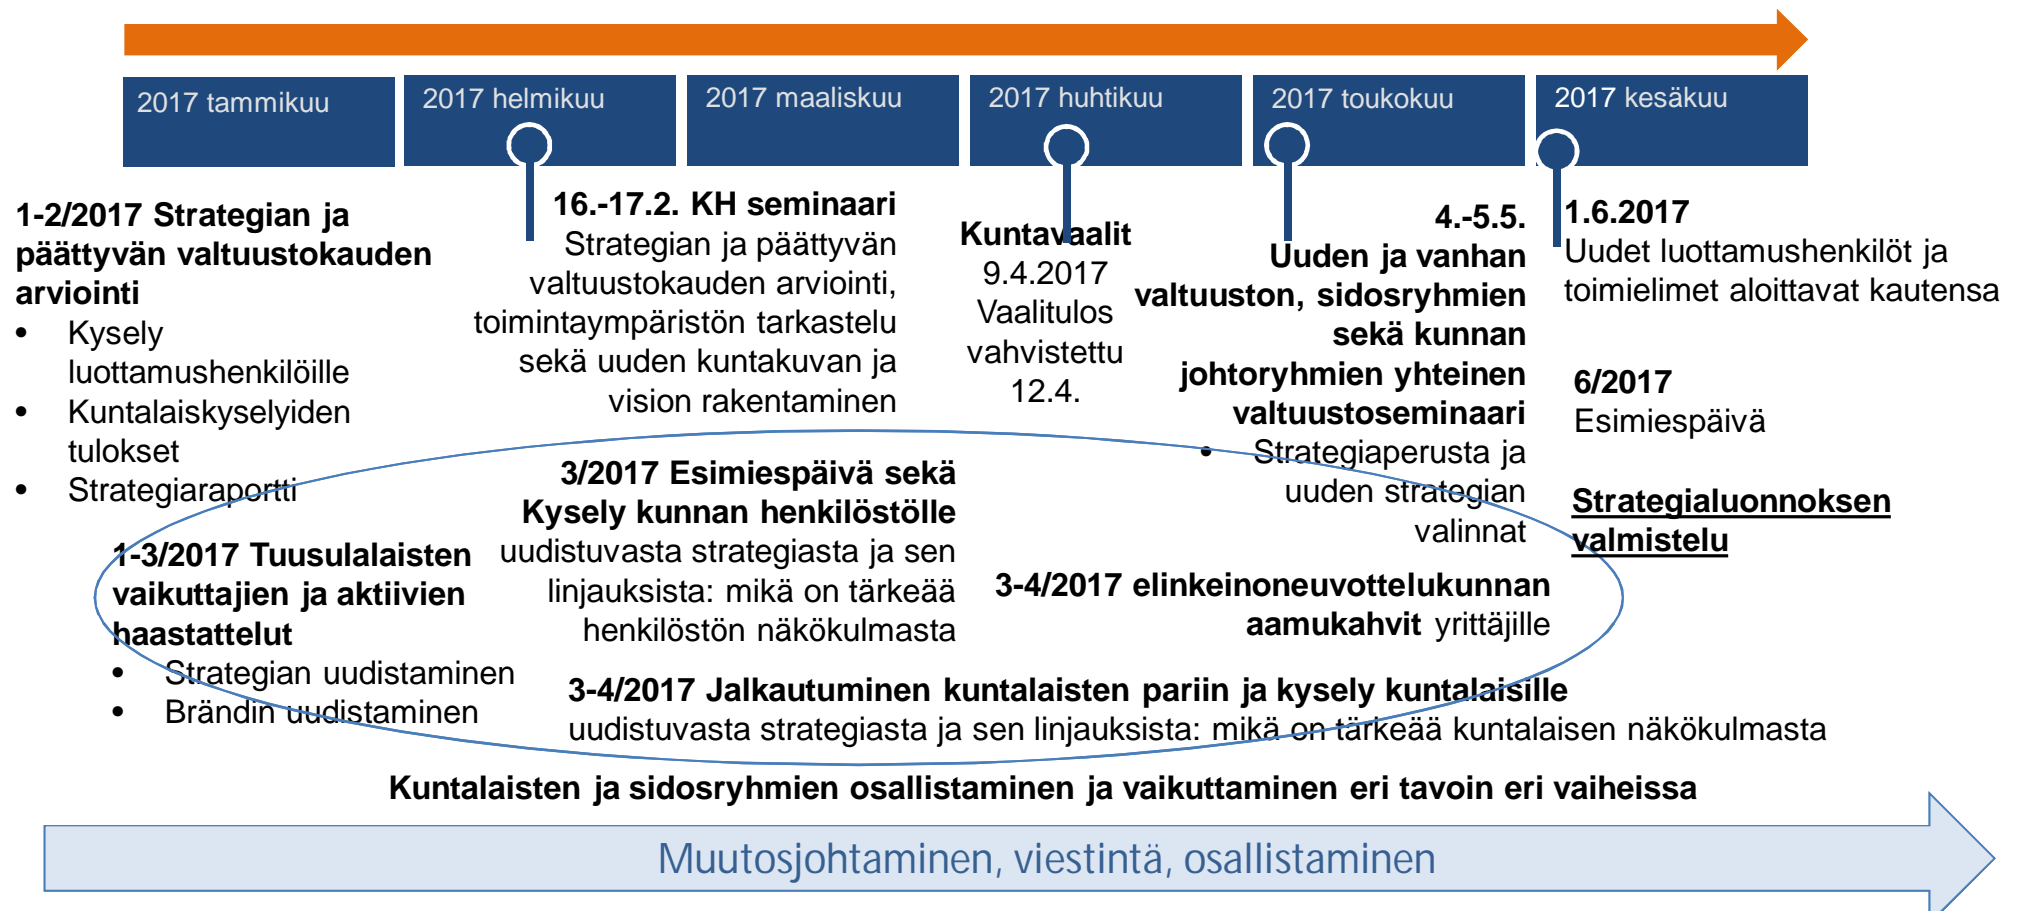 2017 tammikuu
2017 helmikuu
2017 maaliskuu
2017 huhtikuu
2017 toukokuu
2017 kesäkuu
1-2/2017 Strategian ja
päättyvän valtuustokauden
arviointi
• Kysely
luottamushenkilöille
• Kuntalaiskyselyiden
tulokset
• Strategiaraportti
16.-17.2. KH seminaari
Strategian ja päättyvän
valtuustokauden arviointi,
toimintaympäristön tarkastelu
sekä uuden kuntakuvan ja
vision rakentaminen
Kuntavaalit
9.4.2017
Vaalitulos
vahvistettu
12.4.
4.-5.5.
Uuden ja vanhan
valtuuston, sidosryhmien
sekä kunnan
johtoryhmien yhteinen
valtuustoseminaari
• Strategiaperusta ja
uuden strategian
valinnat
1.6.2017
Uudet luottamushenkilöt ja
toimielimet aloittavat kautensa
6/2017
Esimiespäivä
Strategialuonnoksen
valmistelu
1-3/2017 Tuusulalaisten
vaikuttajien ja aktiivien
haastattelut
• Strategian uudistaminen
• Brändin uudistaminen
3/2017 Esimiespäivä sekä
Kysely kunnan henkilöstölle
uudistuvasta strategiasta ja sen
linjauksista: mikä on tärkeää
henkilöstön näkökulmasta
3-4/2017 elinkeinoneuvottelukunnan
aamukahvit yrittäjille
3-4/2017 Jalkautuminen kuntalaisten pariin ja kysely kuntalaisille
uudistuvasta strategiasta ja sen linjauksista: mikä on tärkeää kuntalaisen näkökulmasta
Kuntalaisten ja sidosryhmien osallistaminen ja vaikuttaminen eri tavoin eri vaiheissa
Muutosjohtaminen, viestintä, osallistaminen